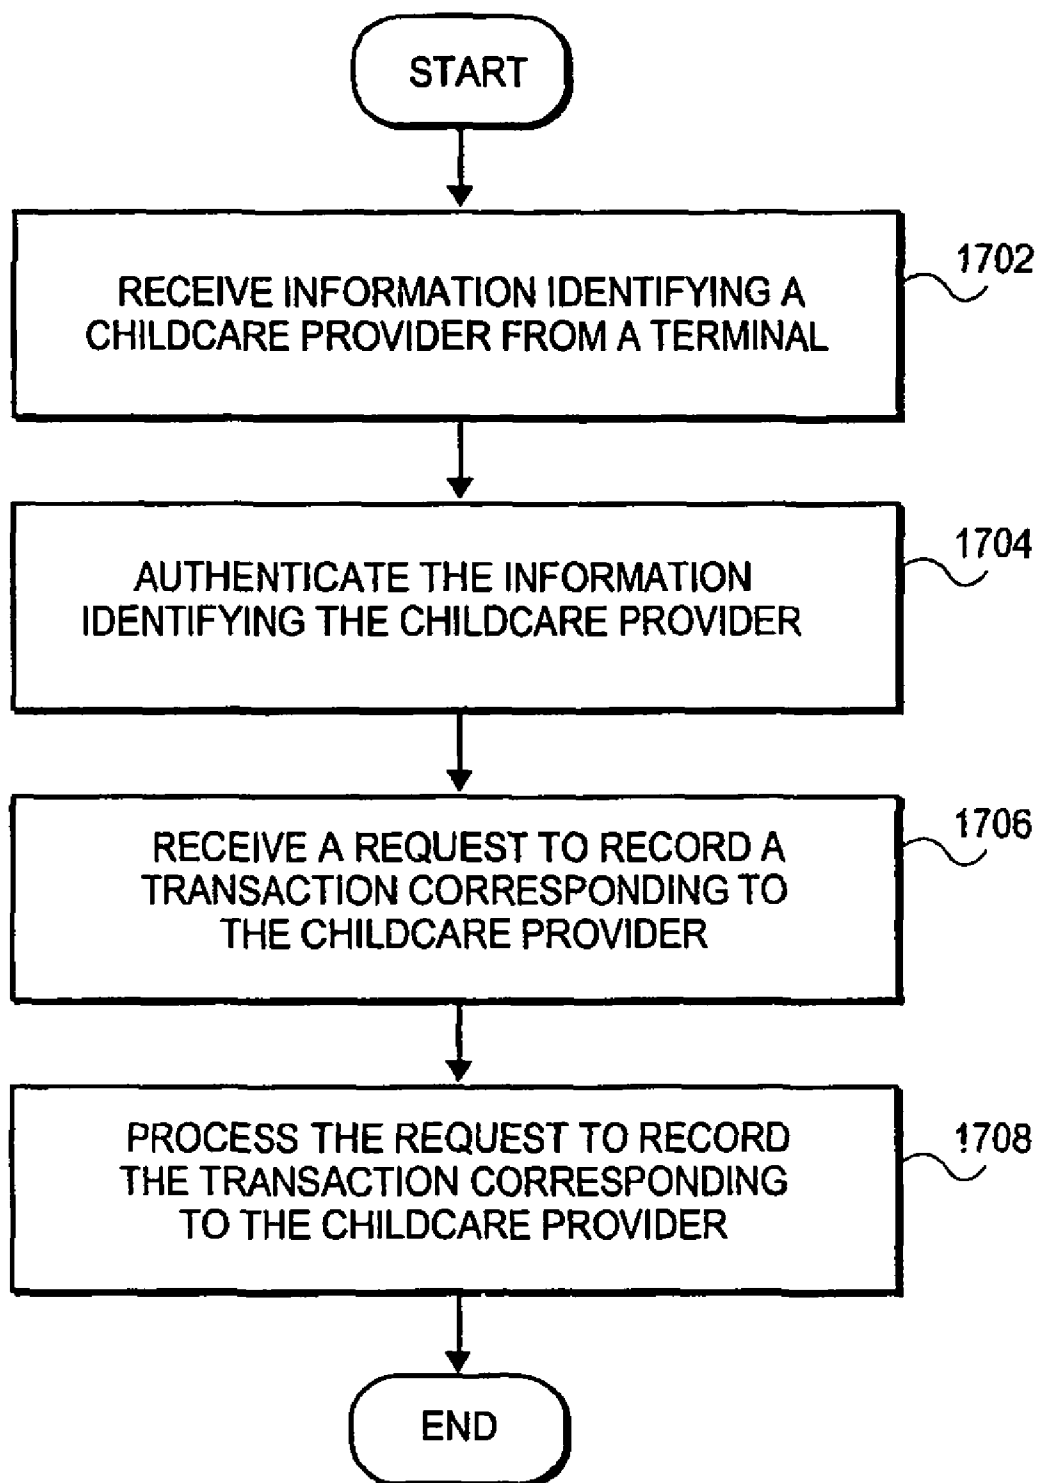 START
RECEIVE INFORMATION IDENTIFYING A
CHILDCARE PROVIDER FROM A TERMINAL
1702
AUTHENTICATE THE INFORMATION
IDENTIFYING THE CHILDCARE PROVIDER
1704
RECEIVE A REQUEST TO RECORD A
TRANSACTION CORRESPONDING TO
THE CHILDCARE PROVIDER
1706
PROCESS THE REQUEST TO RECORD
THE TRANSACTION CORRESPONDING
TO THE CHILDCARE PROVIDER
1708
END